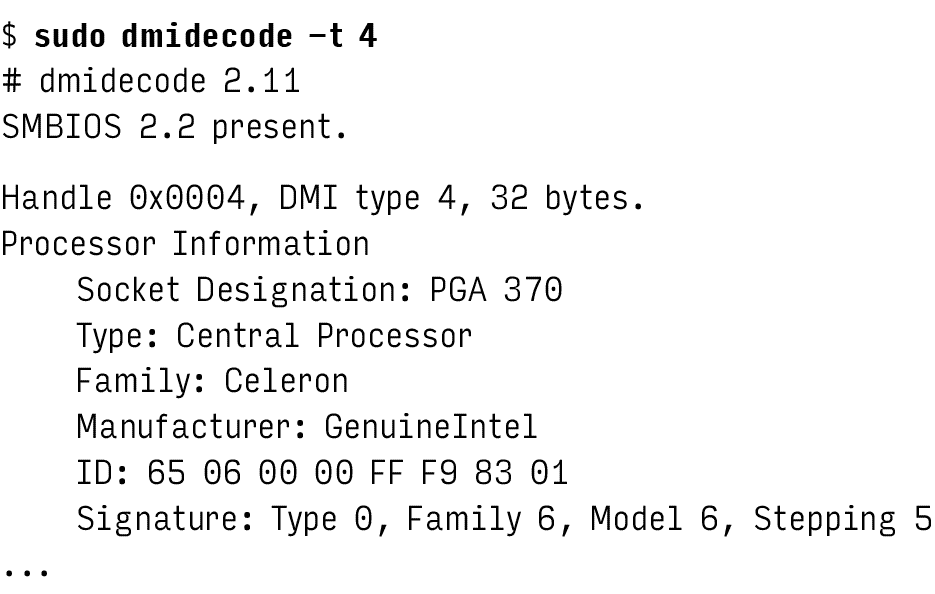 $ sudo dmidecode -t 4
# dmidecode 2.11
SMBIOS 2.2 present.
Handle 0x0004, DMI type 4, 32 bytes.
Processor Information
Socket Designation: PGA 370
Type: Central Processor
Family: Celeron
Manufacturer: GenuineIntel
ID: 65 06 00 00 FF F9 83 01
Signature: Type 0, Family 6, Model 6, Stepping 5
...